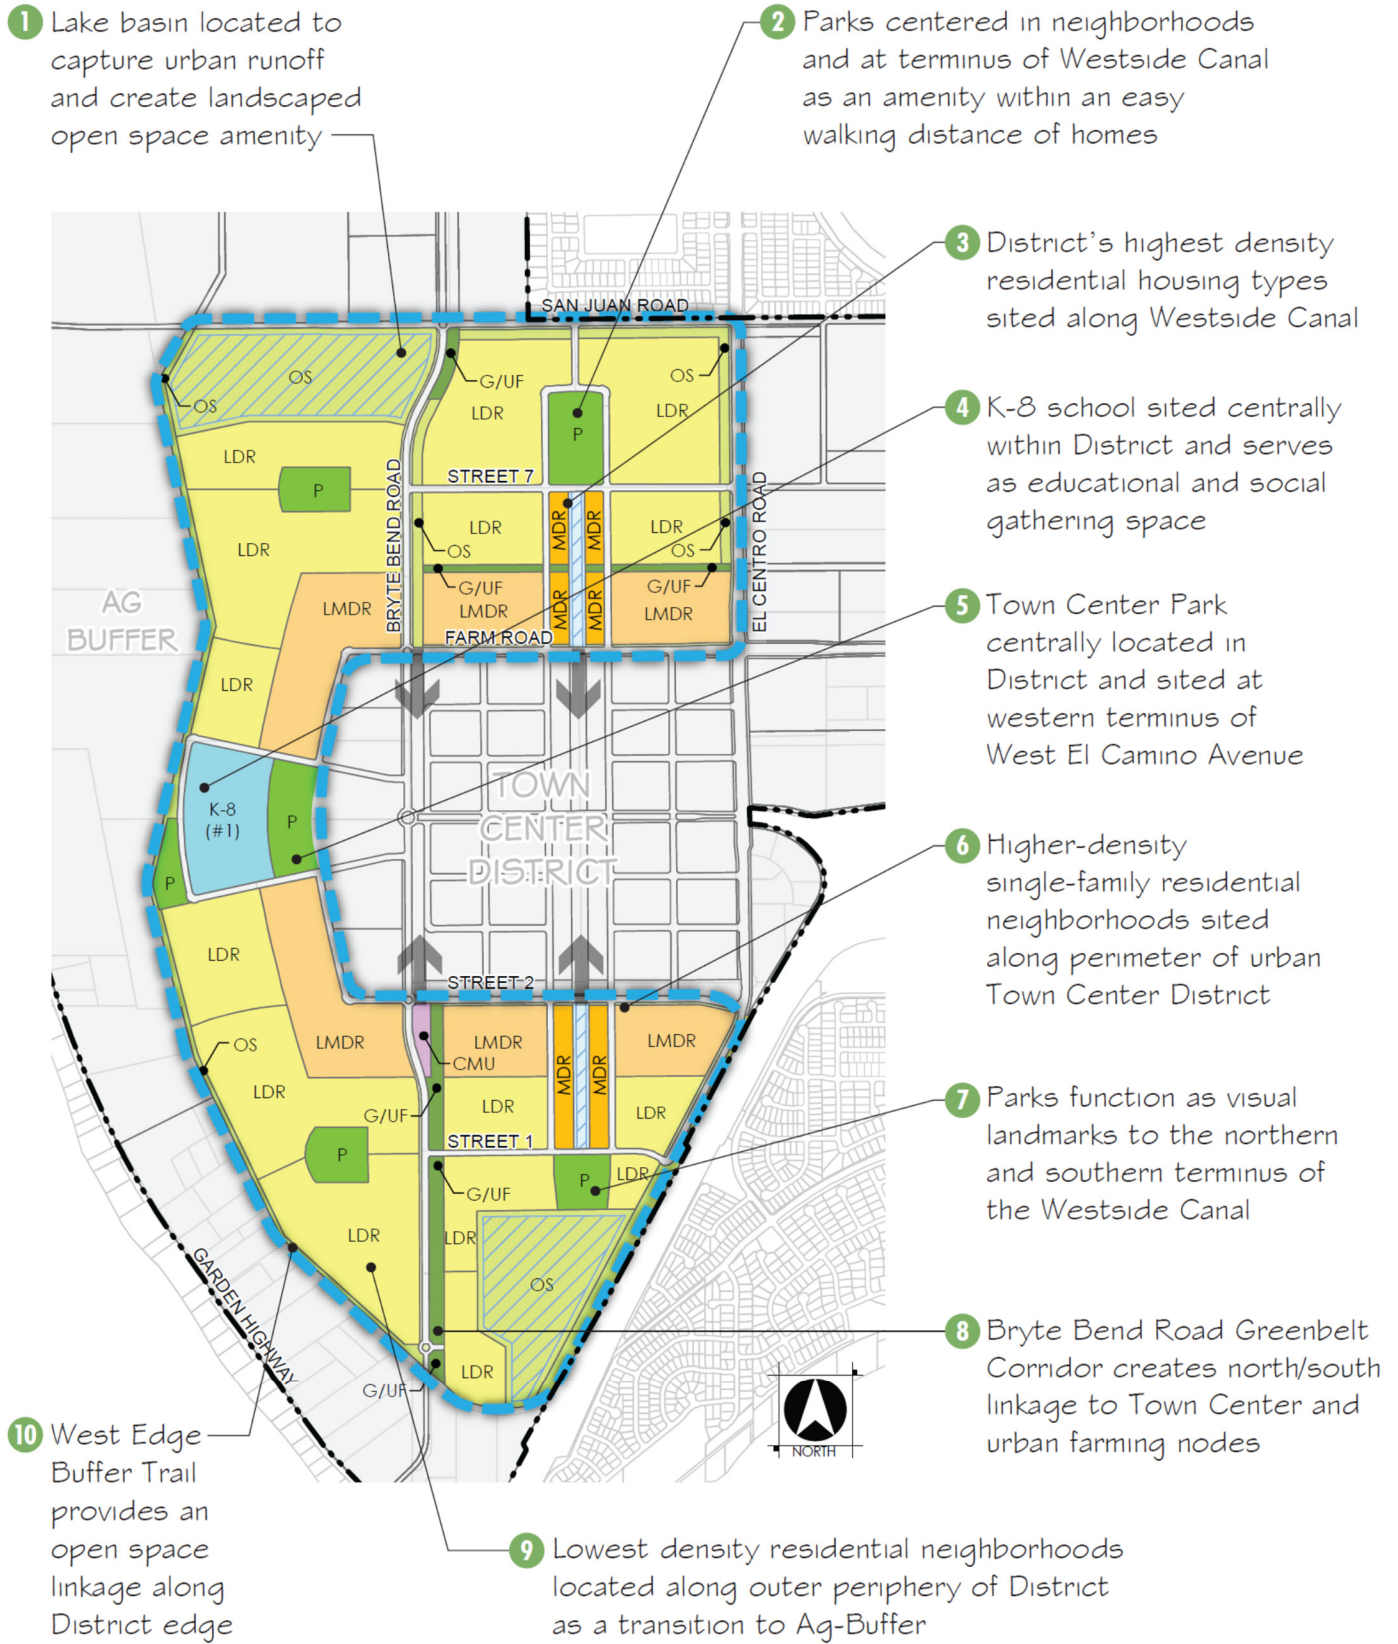 1 Lake basin located to
capture urban runoff
and create landscaped
open space amenity
2 Parks centered in neighborhoods
and at terminus of Westside Canal
as an amenity within an easy
walking distance of homes
3 District's highest density
residential housing types
sited along Westside Canal
4 K-8 school sited centrally
within District and serves
as educational and social
gathering space
5 Town Center Park
centrally located in
District and sited at
western terminus of
West El Camino Avenue
6 Higher-density
single-family residential
neighborhoods sited
along perimeter of urban
Town Center District
7 Parks function as visual
landmarks to the northern
and southern terminus of
the Westside Canal
8 Bryte Bend Road Greenbelt
Corridor creates north/south
linkage to Town Center and
urban farming nodes
9 Lowest density residential neighborhoods
located along outer periphery of District
as a transition to Ag-Buffer
10 West Edge
Buffer Trail
provides an
open space
linkage along
District edge
SAN JUAN ROAD
OS
G/UF
OS
OS
LDR
LDR
P
LDR
STREET 7
P
BRYTE BEND ROAD
EL CENTRO ROAD
LDR
LDR
MDR
MDR
LDR
OS
OS
G/UF
G/UF
LMDR
LMDR
MDR
MDR
LMDR
FARM ROAD
AG
BUFFER
LDR
LDR
K-8
(#1)
P
P
TOWN
CENTER
DISTRICT
LDR
STREET 2
OS
LMDR
LMDR
LMDR
CMU
MDR
MDR
LDR
G/UF
LDR
LDR
STREET 1
P
G/UF
P
LDR
LDR
LDR
OS
GARDEN HIGHWAY
LDR
G/UF
NORTH